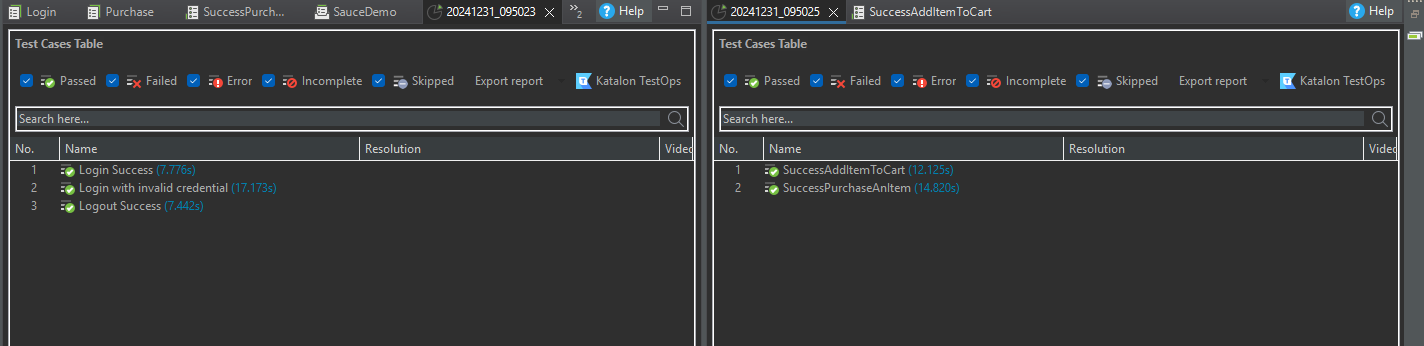 Login Purchase SuccessPurch... SauceDemo 20241231_095023 »2 Help
Test Cases Table
Passed Failed Error Incomplete Skipped Export report Katalon TestOps
Search here...
No. Name Resolution Videc
1 Login Success (7.776s)
2 Login with invalid credential (17.173s)
3 Logout Success (7.442s)
20241231_095025 SuccessAddItemToCart Help
Test Cases Table
Passed Failed Error Incomplete Skipped Export report Katalon TestOps
Search here...
No. Name Resolution Videc
1 SuccessAddItemToCart (12.125s)
2 SuccessPurchaseAnItem (14.820s)